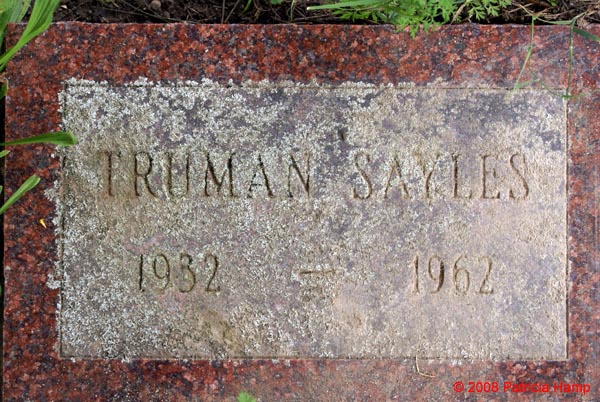 TRUMAN SAYLES
1932 – 1962
© 2008 Patricia Hamp